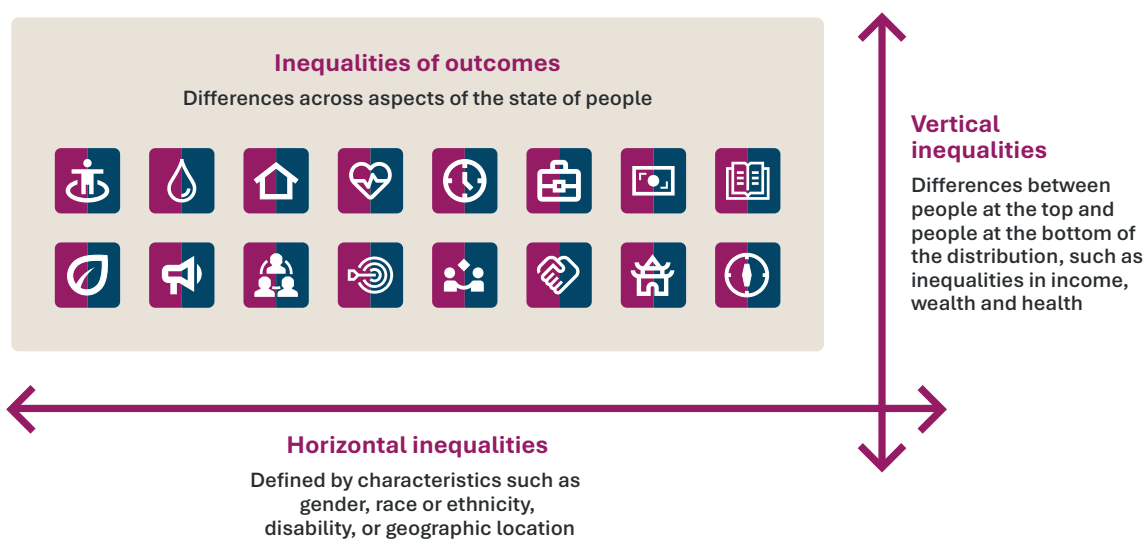 Inequalities of outcomes
Differences across aspects of the state of people
Vertical
inequalities
Differences between
people at the top and
people at the bottom of
the distribution, such as
inequalities in income,
wealth and health
Horizontal inequalities
Defined by characteristics such as
gender, race or ethnicity,
disability, or geographic location